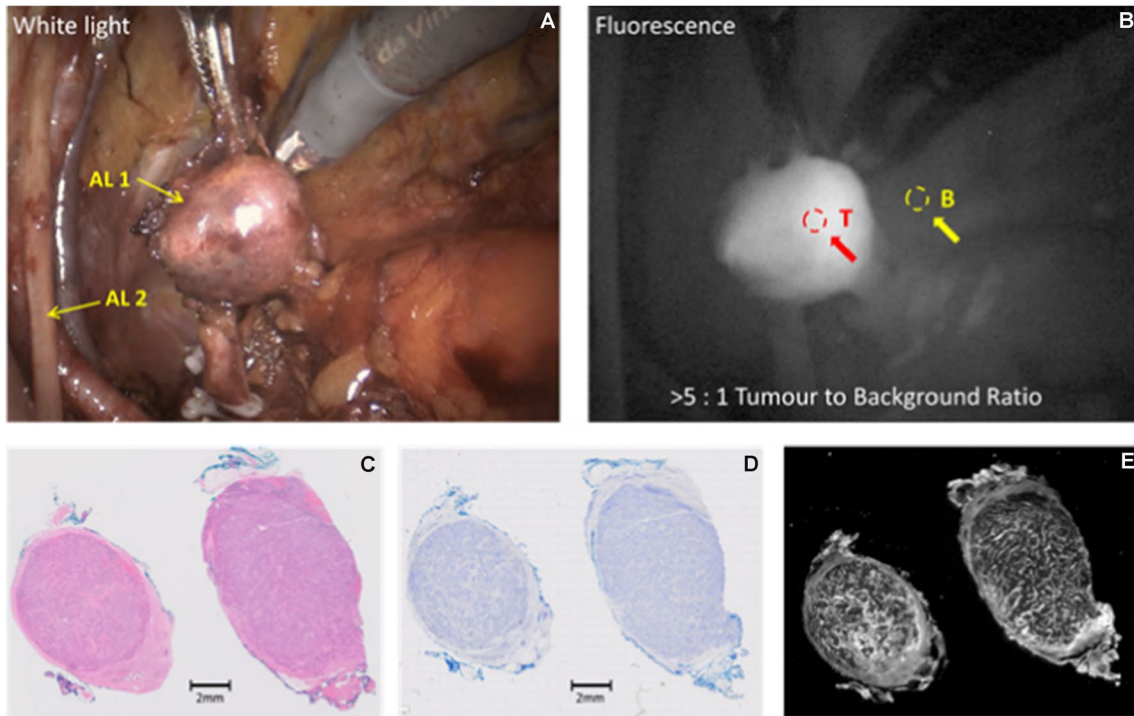 White light
A
da Vinci
AL 1
AL 2
Fluorescence
B
T
B
>5 : 1 Tumour to Background Ratio
C
2mm
D
2mm
E